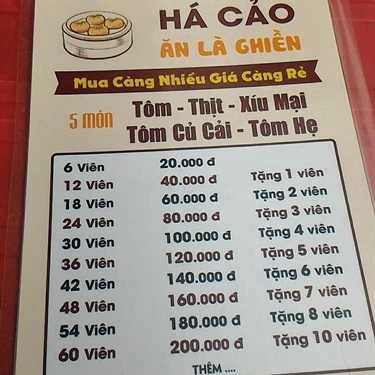 HÁ CẢO
ĂN LÀ GHIỀN
Mua Càng Nhiều Giá Càng Rẻ
5 MÓN Tôm - Thịt - Xíu Mại
Tôm Củ Cải - Tôm Hẹ
6 Viên 20.000 đ
12 Viên 40.000 đ Tặng 1 viên
18 Viên 60.000 đ Tặng 2 viên
24 Viên 80.000 đ Tặng 3 viên
30 Viên 100.000 đ Tặng 4 viên
36 Viên 120.000 đ Tặng 5 viên
42 Viên 140.000 đ Tặng 6 viên
48 Viên 160.000 đ Tặng 7 viên
54 Viên 180.000 đ Tặng 8 viên
60 Viên 200.000 đ Tặng 10 viên
THÊM ....